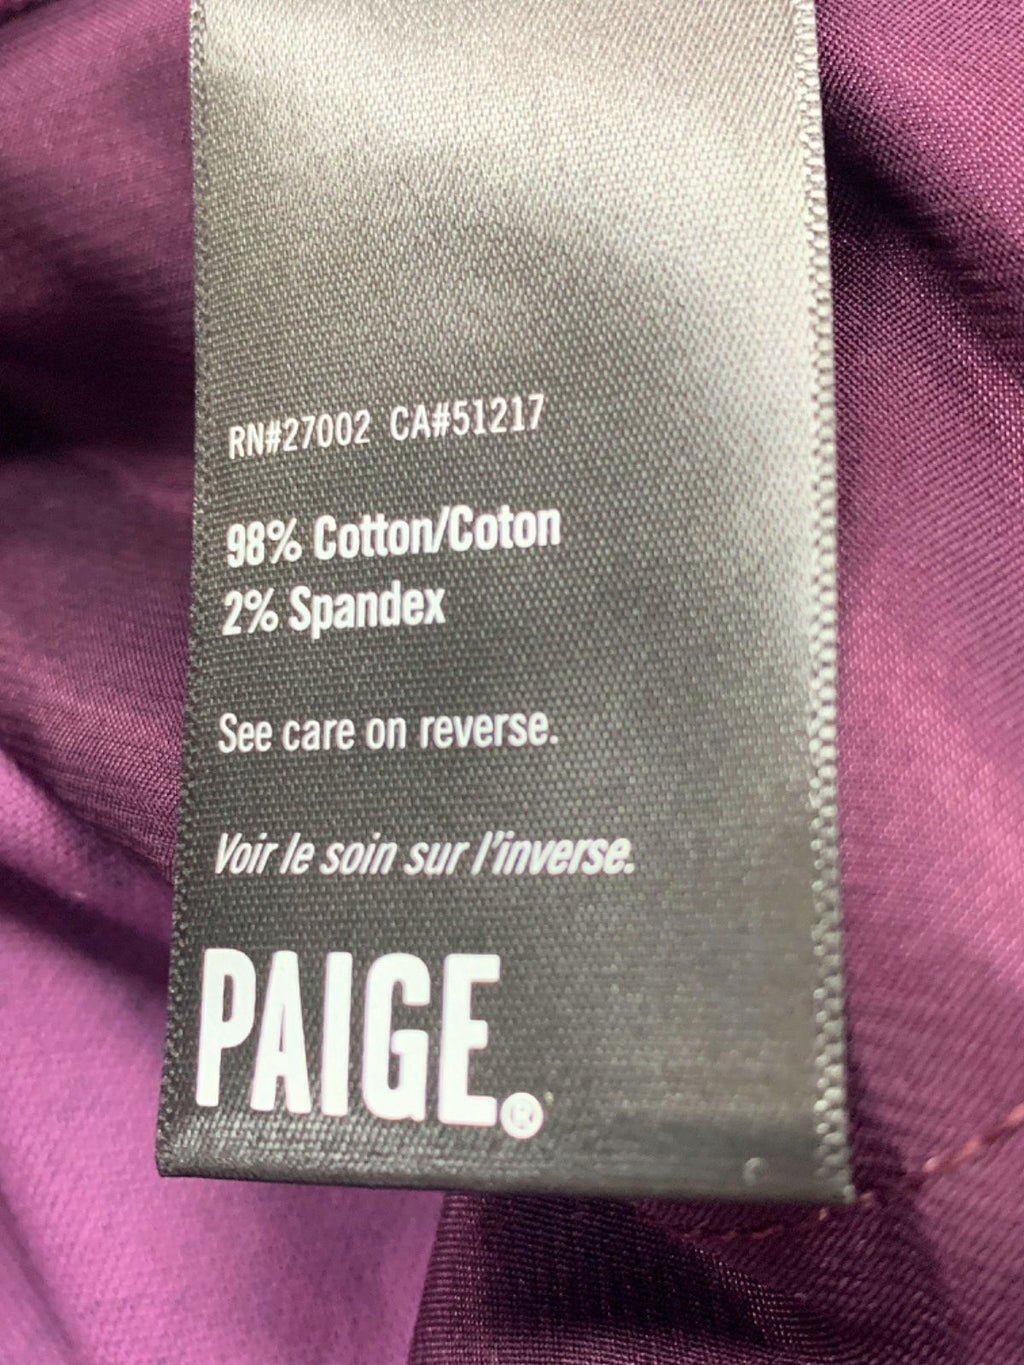 RN#27002 CA#51217
98% Cotton/Coton
2% Spandex
See care on reverse.
Voir le soin sur l'inverse.
PAIGE®